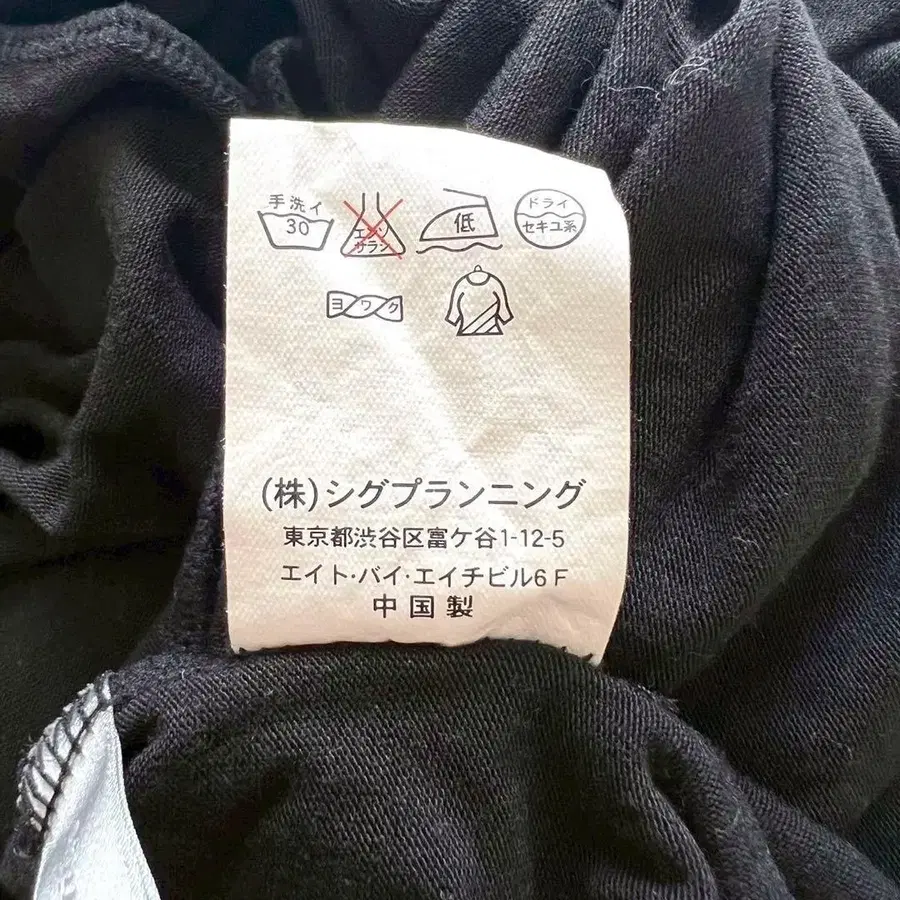 手洗イ
30
エンソ
サラシ
低
ドライ
セキユ系
ヨワク
(株)シグプランニング
東京都渋谷区富ケ谷1-12-5
エイト・バイ・エイチビル6F
中国製